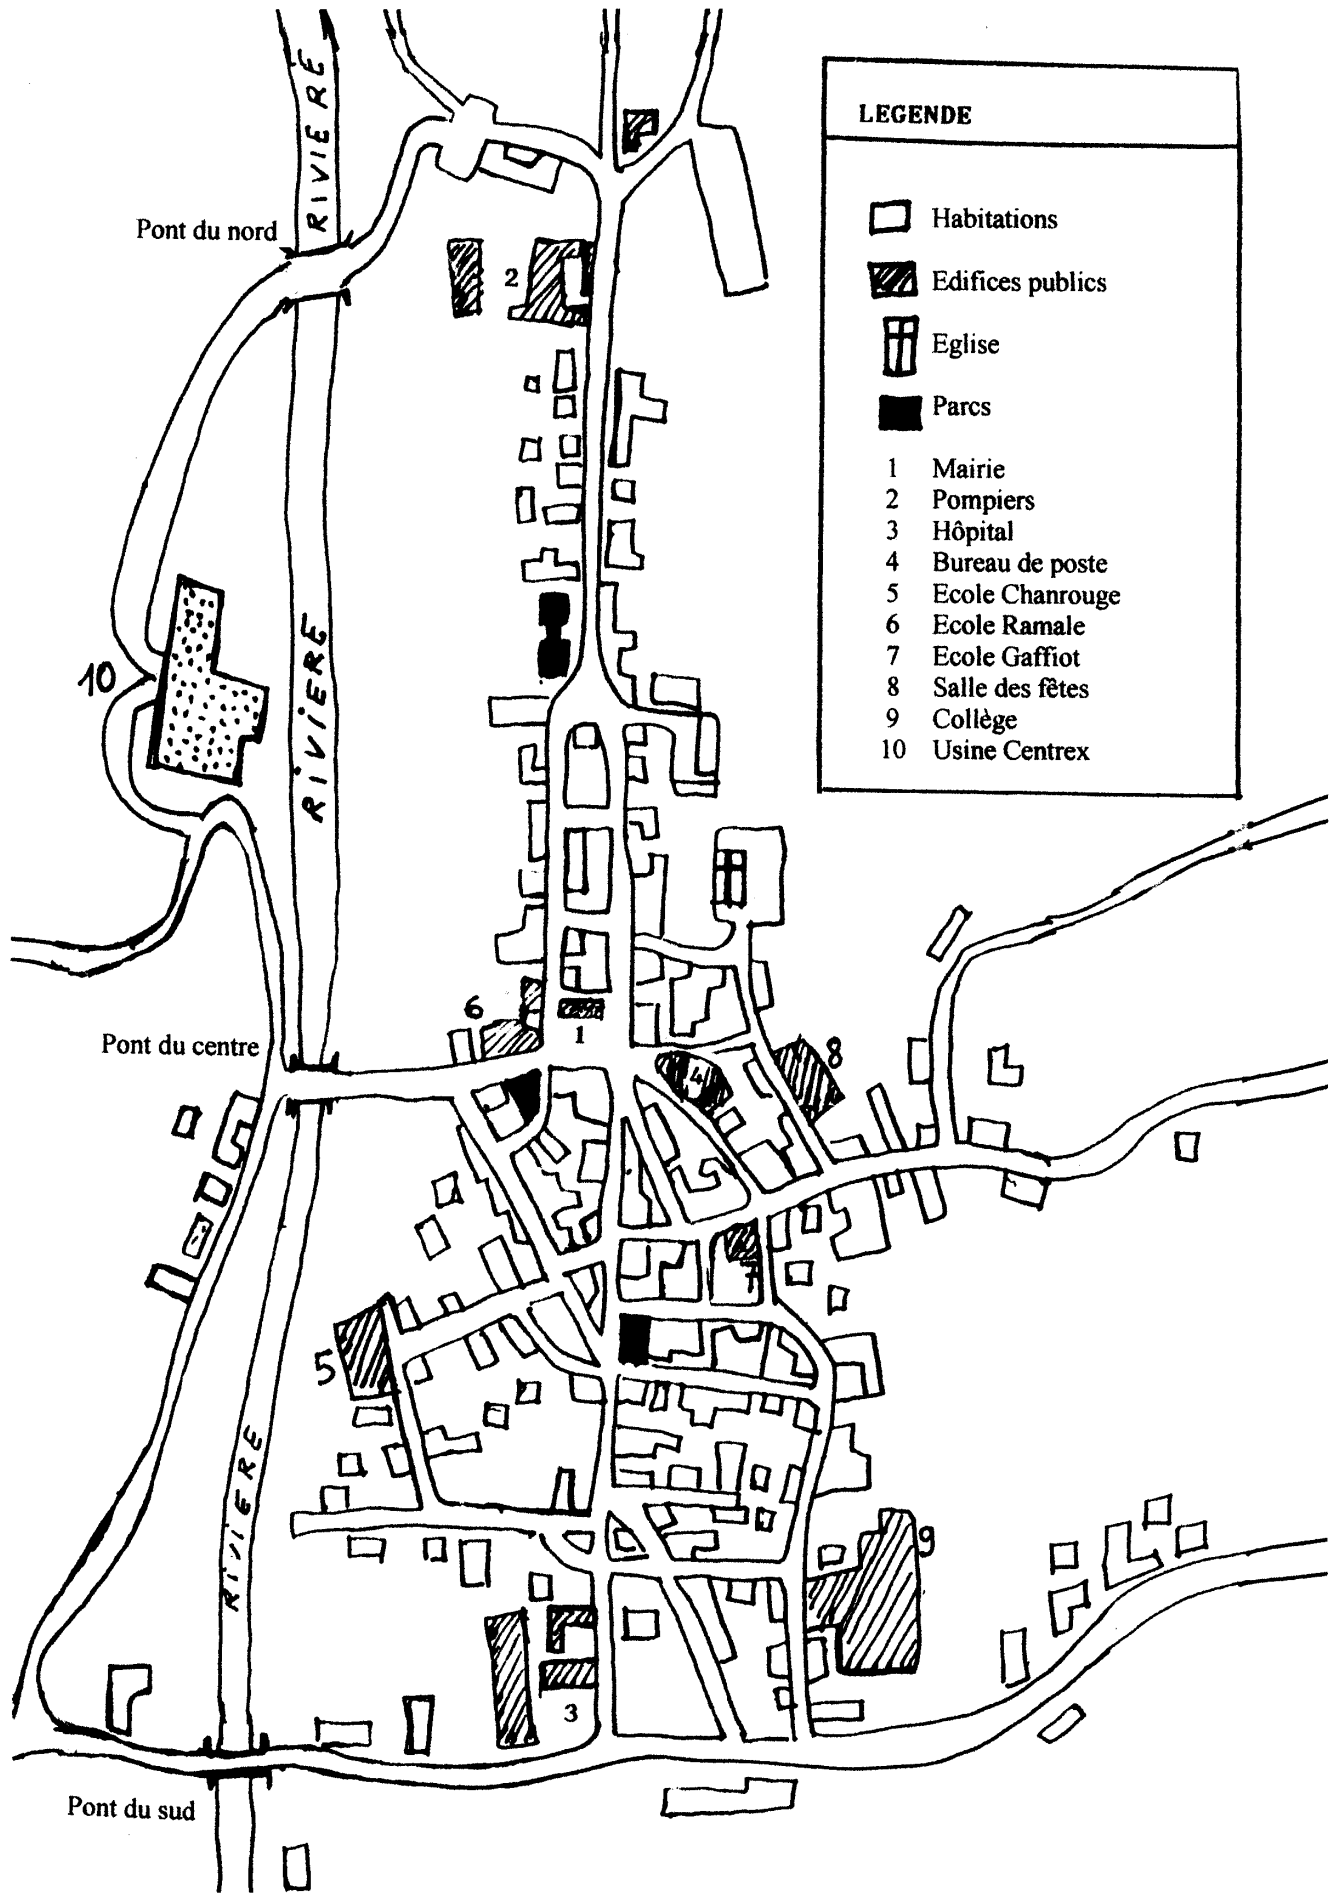 RIVIERE
LEGENDE
Pont du nord
Habitations
Edifices publics
Eglise
Parcs
1 Mairie
2 Pompiers
3 Hôpital
4 Bureau de poste
5 Ecole Chanrouge
6 Ecole Ramale
7 Ecole Gaffiot
8 Salle des fêtes
9 Collège
10 Usine Centrex
2
10
RIVIERE
6
1
Pont du centre
4
8
7
5
RIVIERE
9
3
Pont du sud